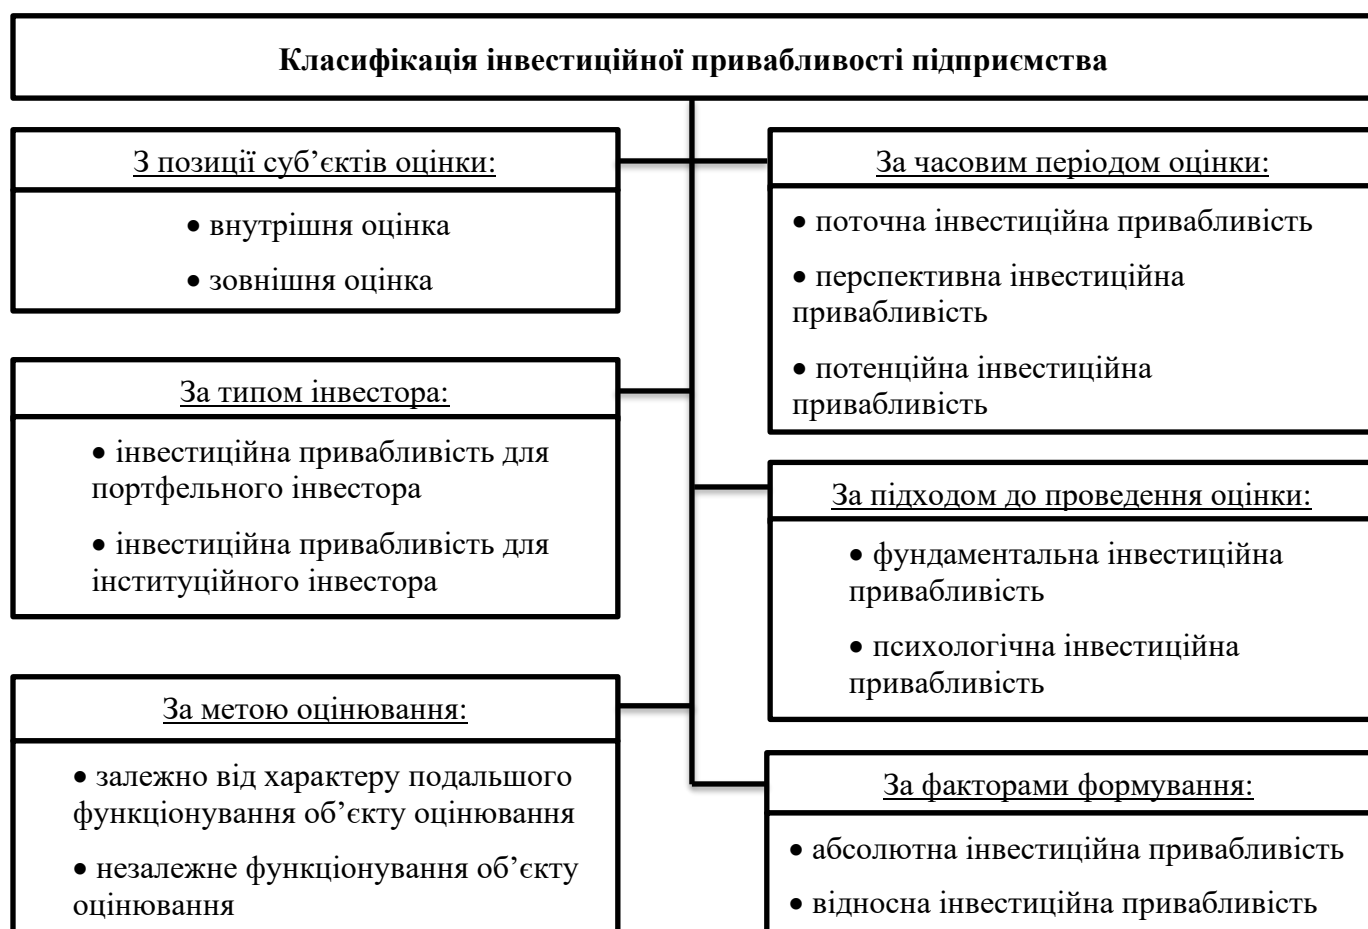 Класифікація інвестиційної привабливості підприємства
З позиції суб’єктів оцінки:
• внутрішня оцінка
• зовнішня оцінка
За типом інвестора:
• інвестиційна привабливість для
портфельного інвестора
• інвестиційна привабливість для
інституційного інвестора
За метою оцінювання:
• залежно від характеру подальшого
функціонування об’єкту оцінювання
• незалежне функціонування об’єкту
оцінювання
За часовим періодом оцінки:
• поточна інвестиційна привабливість
• перспективна інвестиційна
привабливість
• потенційна інвестиційна
привабливість
За підходом до проведення оцінки:
• фундаментальна інвестиційна
привабливість
• психологічна інвестиційна
привабливість
За факторами формування:
• абсолютна інвестиційна привабливість
• відносна інвестиційна привабливість